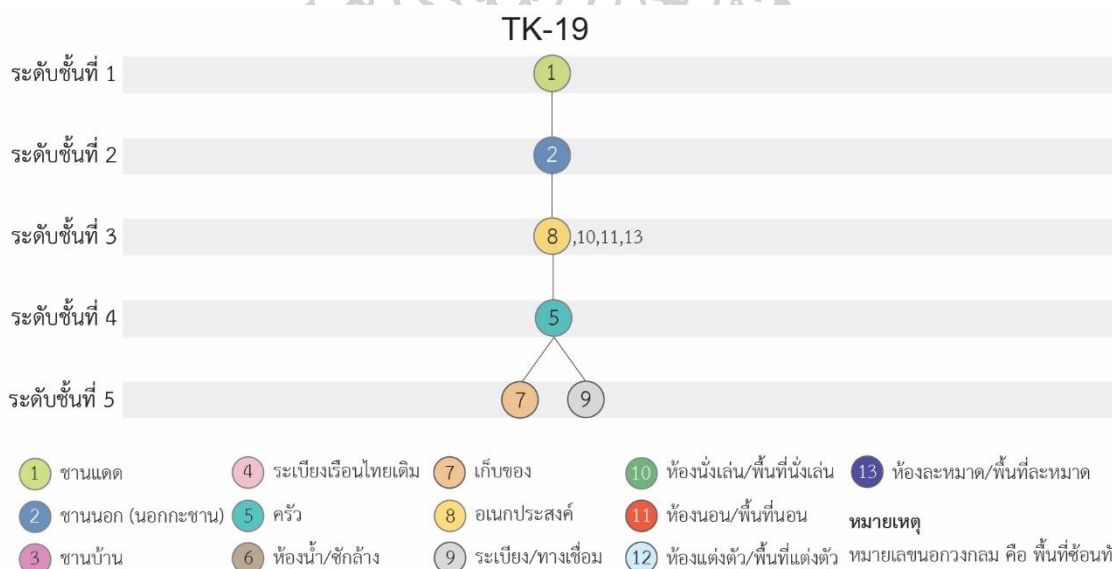 TK-19
ระดับชั้นที่ 1
1
ระดับชั้นที่ 2
2
ระดับชั้นที่ 3
8 ,10,11,13
ระดับชั้นที่ 4
5
ระดับชั้นที่ 5
7 9
1 ชานแดด
4 ระเบียงเรือนไทยเดิม
7 เก็บของ
10 ห้องนั่งเล่น/พื้นที่นั่งเล่น
13 ห้องละหมาด/พื้นที่ละหมาด
2 ชานนอก (นอกกะชาน)
5 ครัว
8 อเนกประสงค์
11 ห้องนอน/พื้นที่นอน
หมายเหตุ
3 ชานบ้าน
6 ห้องน้ำ/ซักล้าง
9 ระเบียง/ทางเชื่อม
12 ห้องแต่งตัว/พื้นที่แต่งตัว
หมายเลขนอกวงกลม คือ พื้นที่ซ้อนทั